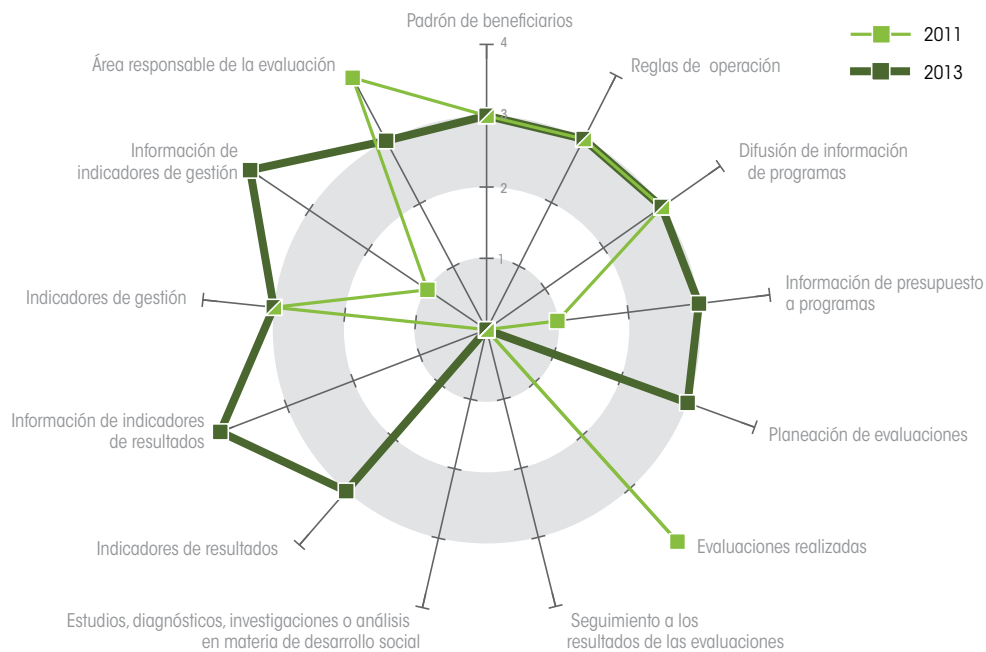 Padrón de beneficiarios
4
3
2
1
2011
2013
Reglas de operación
Difusión de información
de programas
Información de presupuesto
a programas
Planeación de evaluaciones
Evaluaciones realizadas
Seguimiento a los
resultados de las evaluaciones
Estudios, diagnósticos, investigaciones o análisis
en materia de desarrollo social
Indicadores de resultados
Información de indicadores
de resultados
Indicadores de gestión
Información de
indicadores de gestión
Área responsable de la evaluación